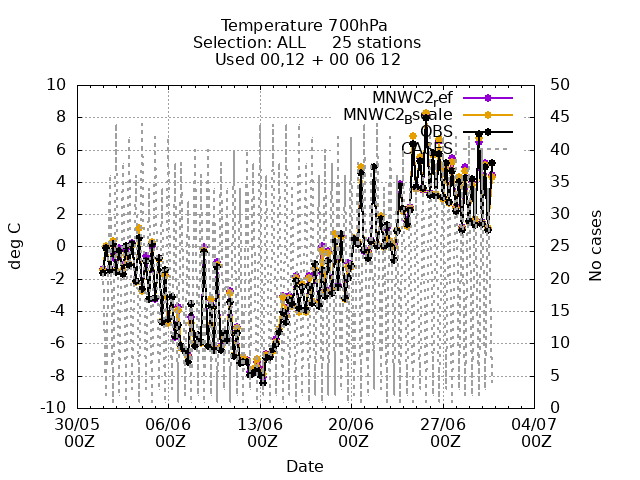 Temperature 700hPa
Selection: ALL 25 stations
Used 00,12 + 00 06 12
deg C
No cases
10
8
6
4
2
0
-2
-4
-6
-8
-10
50
45
40
35
30
25
20
15
10
5
0
MNWC2ref
MNWC2Bscale
OBS
CASES
30/05 06/06 13/06 20/06 27/06 04/07
00Z 00Z 00Z 00Z 00Z 00Z
Date